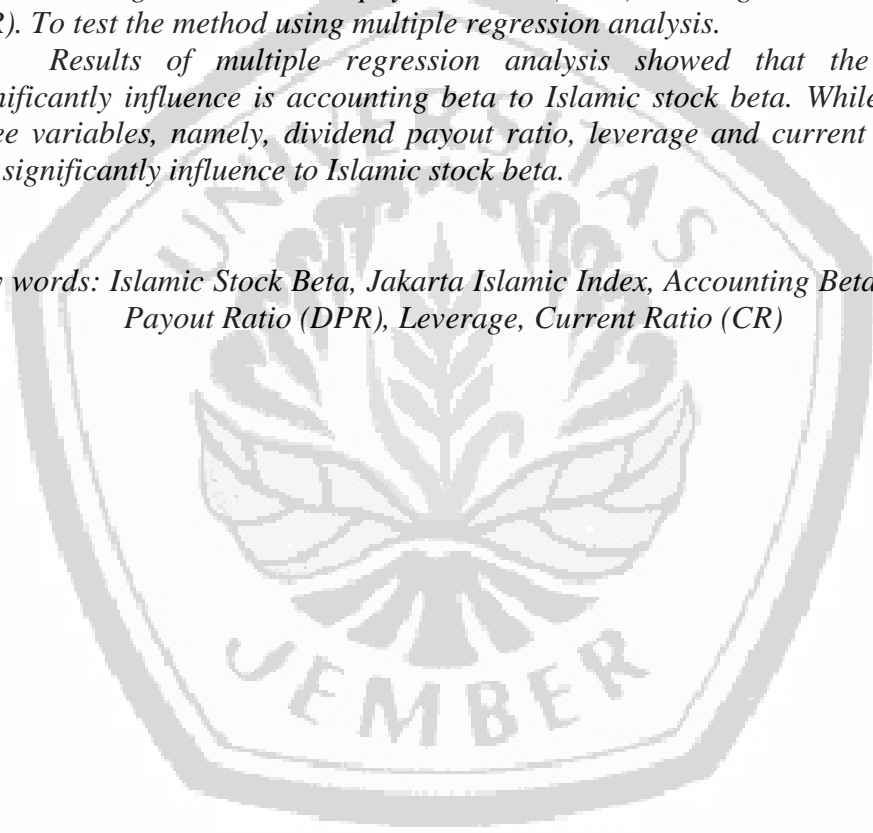 R). To test the method using multiple regression analysis.
Results of multiple regression analysis showed that the
nificantly influence is accounting beta to Islamic stock beta. While
ee variables, namely, dividend payout ratio, leverage and current
significantly influence to Islamic stock beta.
words: Islamic Stock Beta, Jakarta Islamic Index, Accounting Beta
Payout Ratio (DPR), Leverage, Current Ratio (CR)
UNIVERSITAS
JEMBER